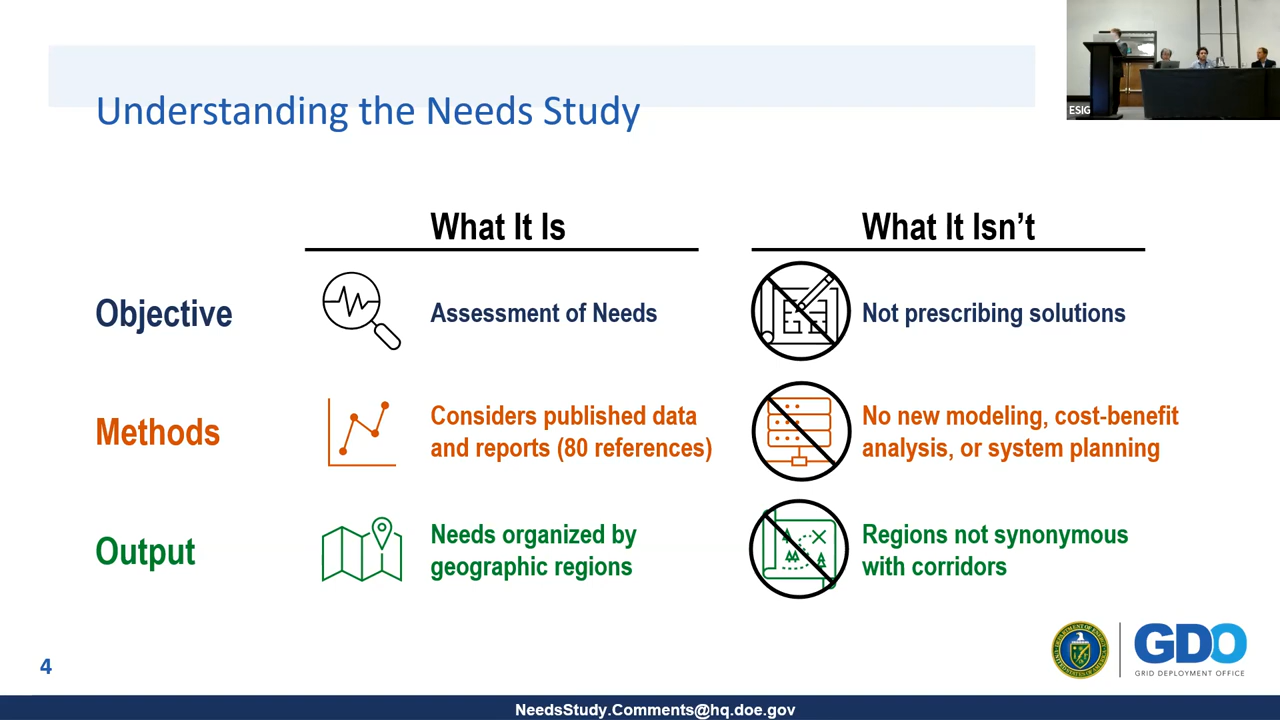 ESIG
Understanding the Needs Study
What It Is
What It Isn't
Objective
Assessment of Needs
Not prescribing solutions
Methods
Considers published data
and reports (80 references)
No new modeling, cost-benefit
analysis, or system planning
Output
Needs organized by
geographic regions
Regions not synonymous
with corridors
GDO
GRID DEPLOYMENT OFFICE
4
NeedsStudy.Comments@hq.doe.gov